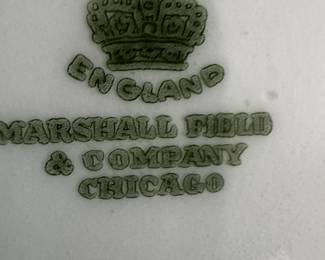 ENGLAND
MARSHALL FIELD
& COMPANY
CHICAGO